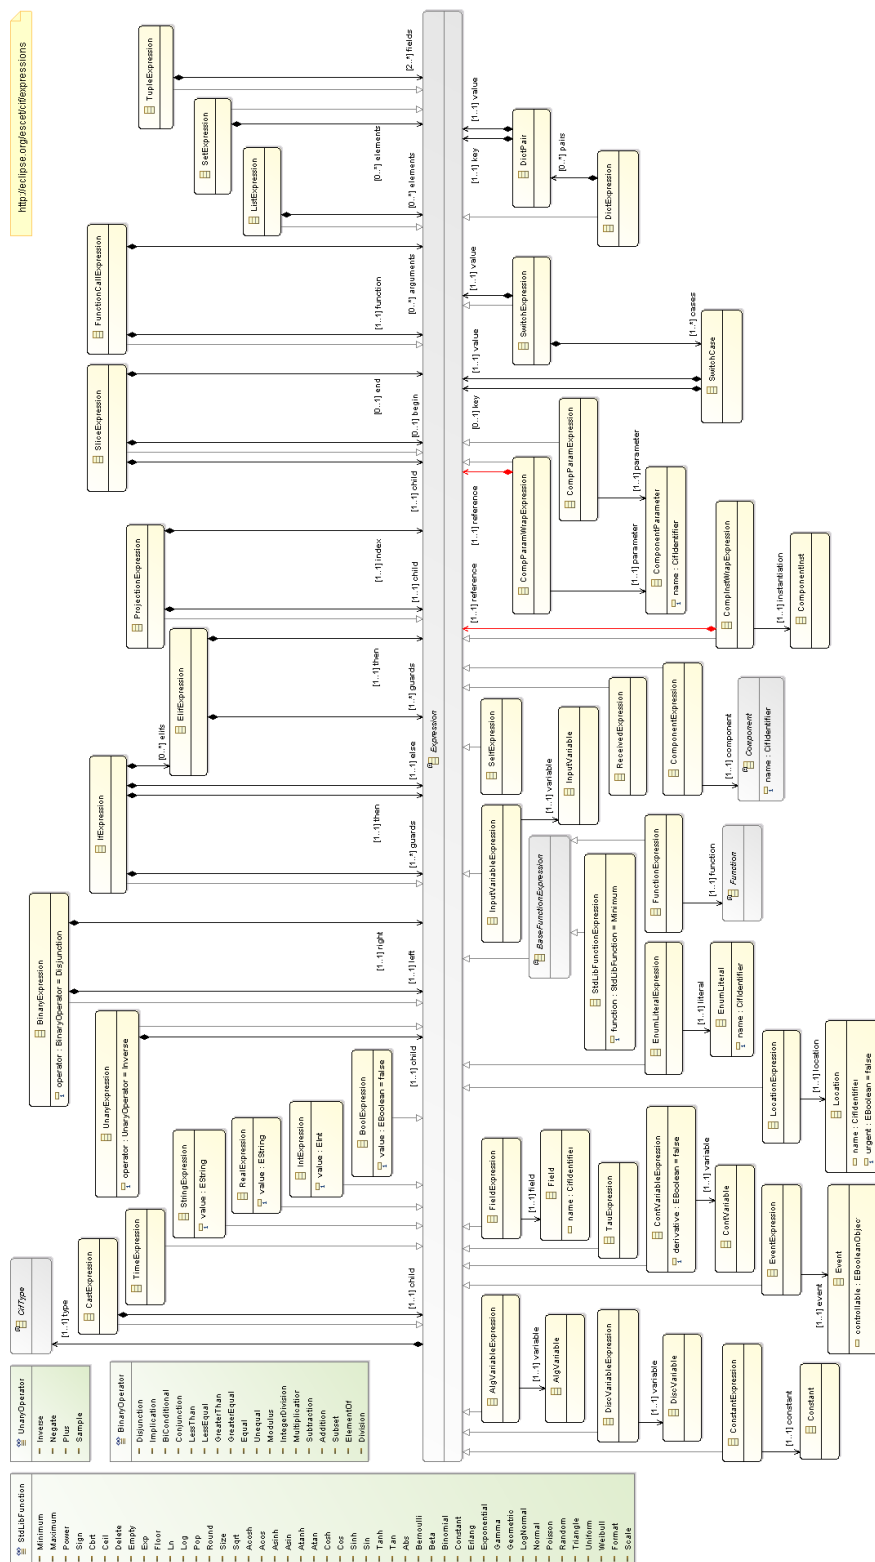 http://eclipse.org/escet/cif/expressions
TupleExpression
[2..*] fields
SetExpression
[0..*] elements
ListExpression
[0..*] elements
FunctionCallExpression
[1..1] function
[0..*] arguments
SliceExpression
[0..1] end
[0..1] begin
[1..1] child
ProjectionExpression
[1..1] index
[1..1] child
ElifExpression
[0..*] elifs
[1..1] then
[1..*] guards
IfExpression
[1..1] else
[1..1] then
[1..*] guards
BinaryExpression
operator : BinaryOperator = Disjunction
[1..1] right
[1..1] left
UnaryExpression
operator : UnaryOperator = Inverse
[1..1] child
BoolExpression
value : EBoolean = false
IntExpression
value : EInt
RealExpression
value : EString
StringExpression
value : EString
TimeExpression
CastExpression
[1..1] child
CifType
[1..1] type
Expression
[1..1] value
[1..1] key
DictPair
[0..*] pairs
DictExpression
SwitchExpression
[1..1] value
[1..*] cases
SwitchCase
[1..1] value
[0..1] key
CompParamExpression
[1..1] parameter
CompParamWrapExpression
[1..1] reference
[1..1] parameter
ComponentParameter
name : CifIdentifier
CompInstWrapExpression
[1..1] reference
[1..1] instantiation
ComponentInst
SelfExpression
ReceivedExpression
ComponentExpression
[1..1] component
Component
name : CifIdentifier
InputVariableExpression
[1..1] variable
InputVariable
BaseFunctionExpression
StdLibFunctionExpression
function : StdLibFunction = Minimum
FunctionExpression
[1..1] function
Function
EnumLiteralExpression
[1..1] literal
EnumLiteral
name : CifIdentifier
LocationExpression
[1..1] location
Location
name : CifIdentifier
urgent : EBoolean = false
FieldExpression
[1..1] field
Field
name : CifIdentifier
TauExpression
ContVariableExpression
derivative : EBoolean = false
[1..1] variable
ContVariable
EventExpression
[1..1] event
Event
controllable : EBooleanObjec
AlgVariableExpression
[1..1] variable
AlgVariable
DiscVariableExpression
[1..1] variable
DiscVariable
ConstantExpression
[1..1] constant
Constant
UnaryOperator
Inverse
Negate
Plus
Sample
BinaryOperator
Disjunction
Implication
BiConditional
Conjunction
LessThan
LessEqual
GreaterThan
GreaterEqual
Equal
Unequal
Modulus
IntegerDivision
Multiplication
Subtraction
Addition
Subset
ElementOf
Division
StdLibFunction
Minimum
Maximum
Power
Sign
Cbrt
Ceil
Delete
Empty
Exp
Floor
Ln
Log
Pop
Round
Size
Sqrt
Acosh
Acos
Asinh
Asin
Atanh
Atan
Cosh
Cos
Sinh
Sin
Tanh
Tan
Abs
Bernoulli
Beta
Binomial
Constant
Erlang
Exponential
Gamma
Geometric
LogNormal
Normal
Poisson
Random
Triangle
Uniform
Weibull
Format
Scale